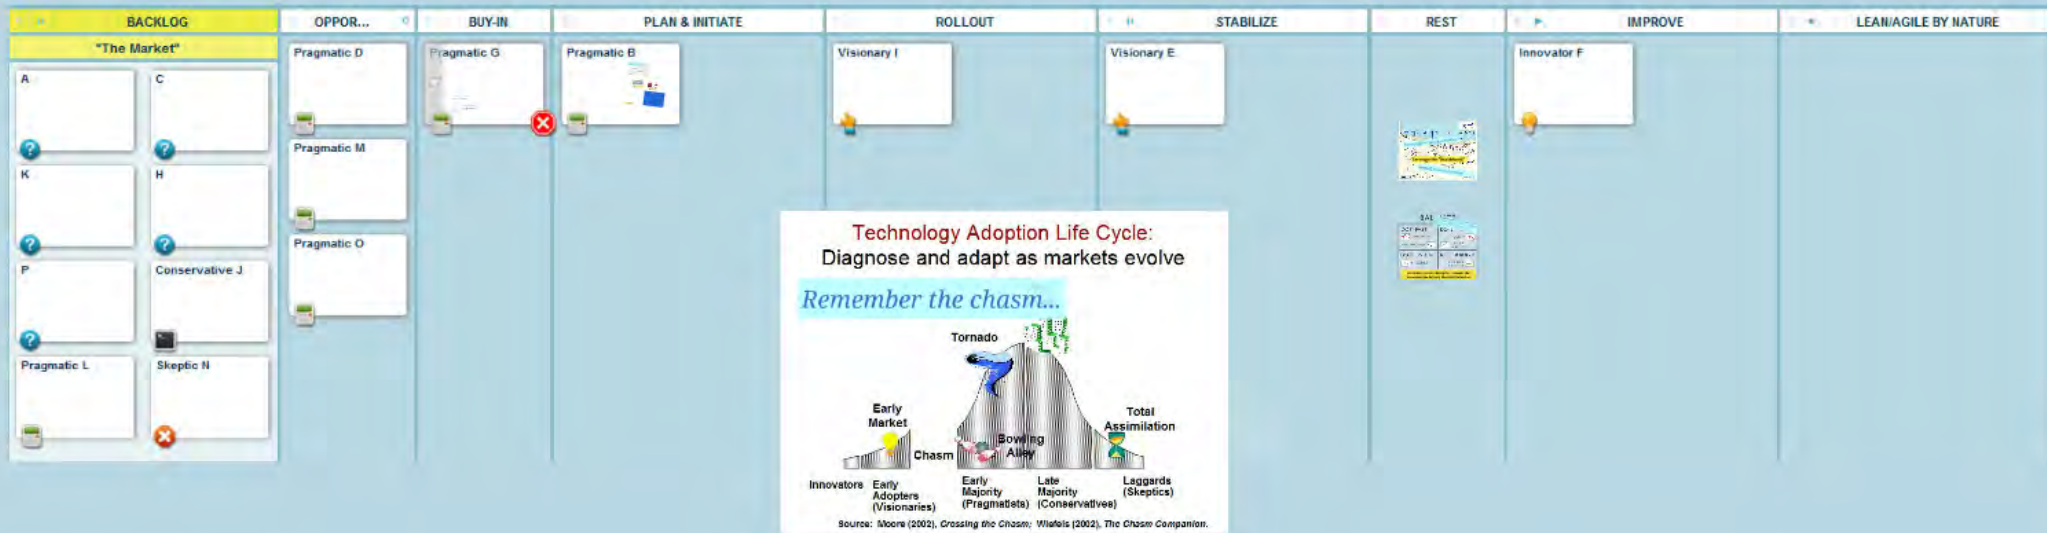 BACKLOG
OPPOR...
BUY-IN
PLAN & INITIATE
ROLLOUT
STABILIZE
REST
IMPROVE
LEAN/AGILE BY NATURE
"The Market"
A
C
K
H
P
Conservative J
Pragmatic L
Skeptic N
Pragmatic D
Pragmatic M
Pragmatic O
Pragmatic G
Pragmatic B
Visionary I
Visionary E
Innovator F
Technology Adoption Life Cycle:
Diagnose and adapt as markets evolve
Remember the chasm...
Tornado
Early
Market
Chasm
Bowling
Alley
Total
Assimilation
Innovators
Early
Adopters
(Visionaries)
Early
Majority
(Pragmatists)
Late
Majority
(Conservatives)
Laggards
(Skeptics)
Source: Moore (2002), Crossing the Chasm; Wiefels (2002), The Chasm Companion.